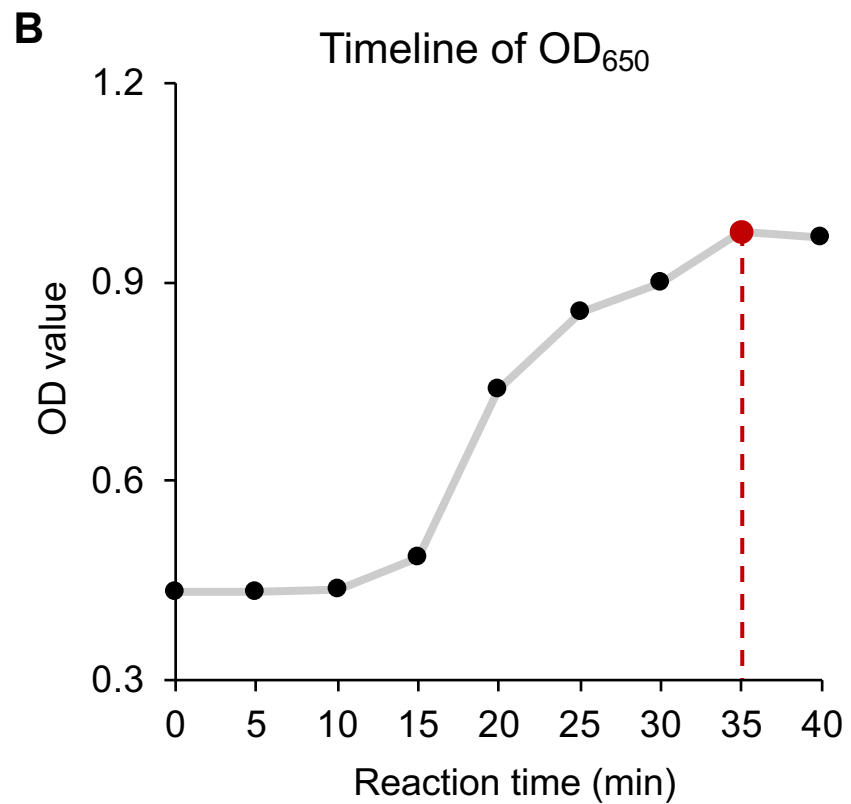 B
Timeline of OD₆₅₀
1.2
0.9
0.6
0.3
OD value
0 5 10 15 20 25 30 35 40
Reaction time (min)